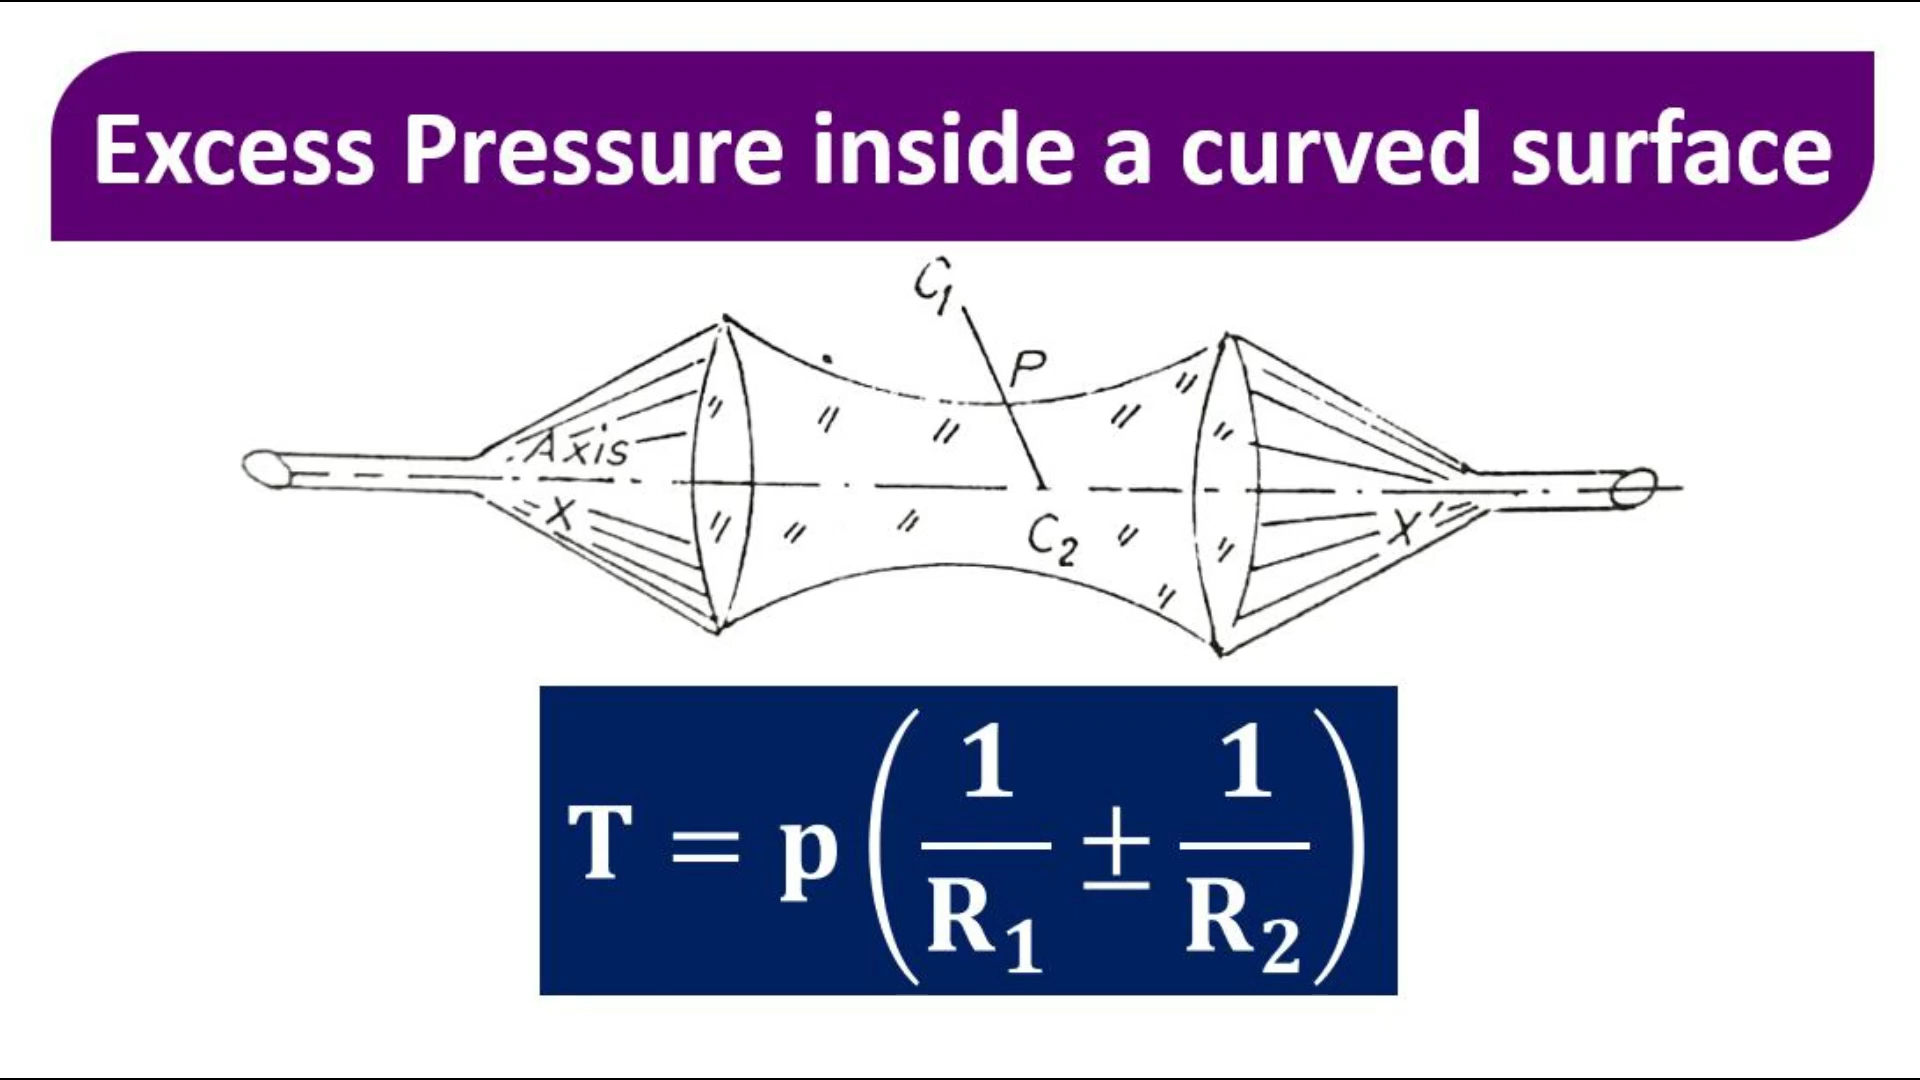 Excess Pressure inside a curved surface
C₁
P
Axis
X
C₂
X′
T = p(1/R₁ ± 1/R₂)